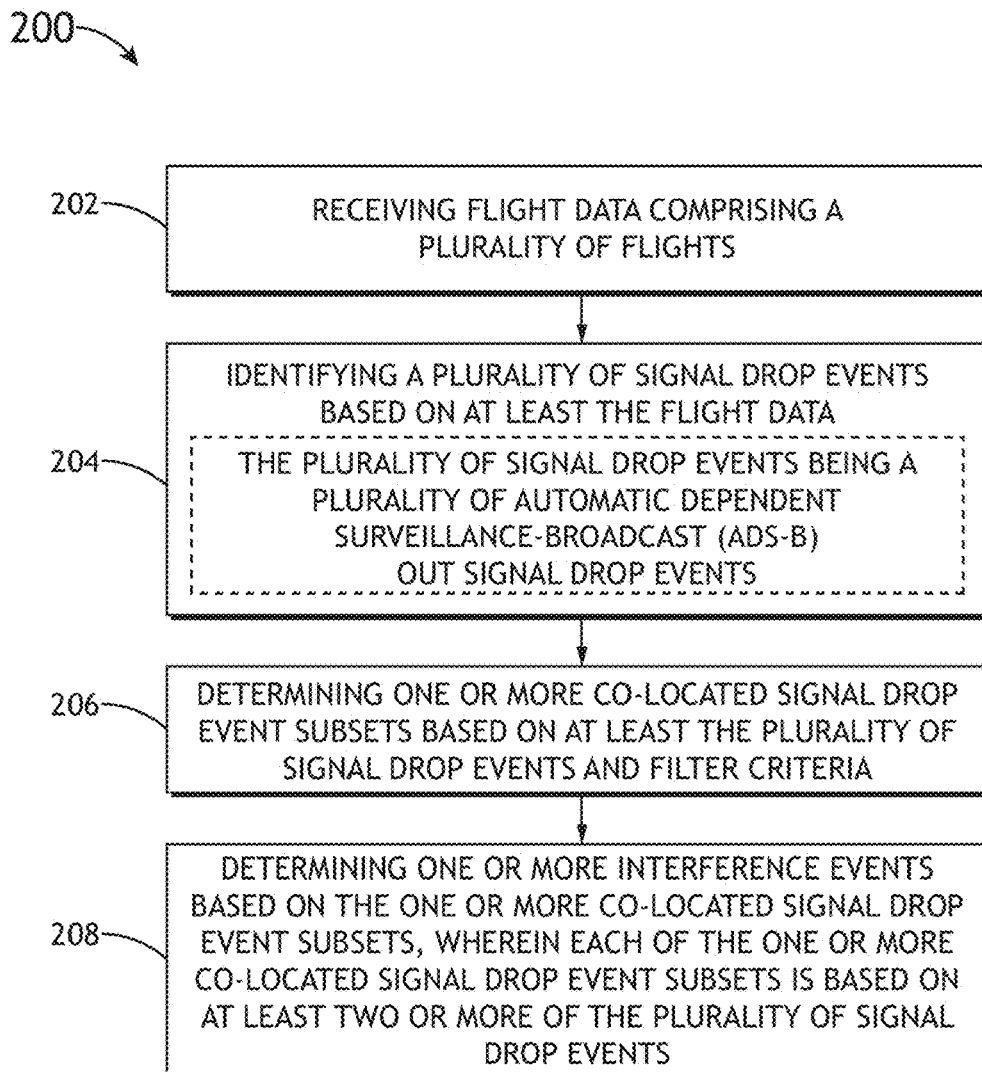 200
202
RECEIVING FLIGHT DATA COMPRISING A
PLURALITY OF FLIGHTS
204
IDENTIFYING A PLURALITY OF SIGNAL DROP EVENTS
BASED ON AT LEAST THE FLIGHT DATA
THE PLURALITY OF SIGNAL DROP EVENTS BEING A
PLURALITY OF AUTOMATIC DEPENDENT
SURVEILLANCE-BROADCAST (ADS-B)
OUT SIGNAL DROP EVENTS
206
DETERMINING ONE OR MORE CO-LOCATED SIGNAL DROP
EVENT SUBSETS BASED ON AT LEAST THE PLURALITY OF
SIGNAL DROP EVENTS AND FILTER CRITERIA
208
DETERMINING ONE OR MORE INTERFERENCE EVENTS
BASED ON THE ONE OR MORE CO-LOCATED SIGNAL DROP
EVENT SUBSETS, WHEREIN EACH OF THE ONE OR MORE
CO-LOCATED SIGNAL DROP EVENT SUBSETS IS BASED ON
AT LEAST TWO OR MORE OF THE PLURALITY OF SIGNAL
DROP EVENTS